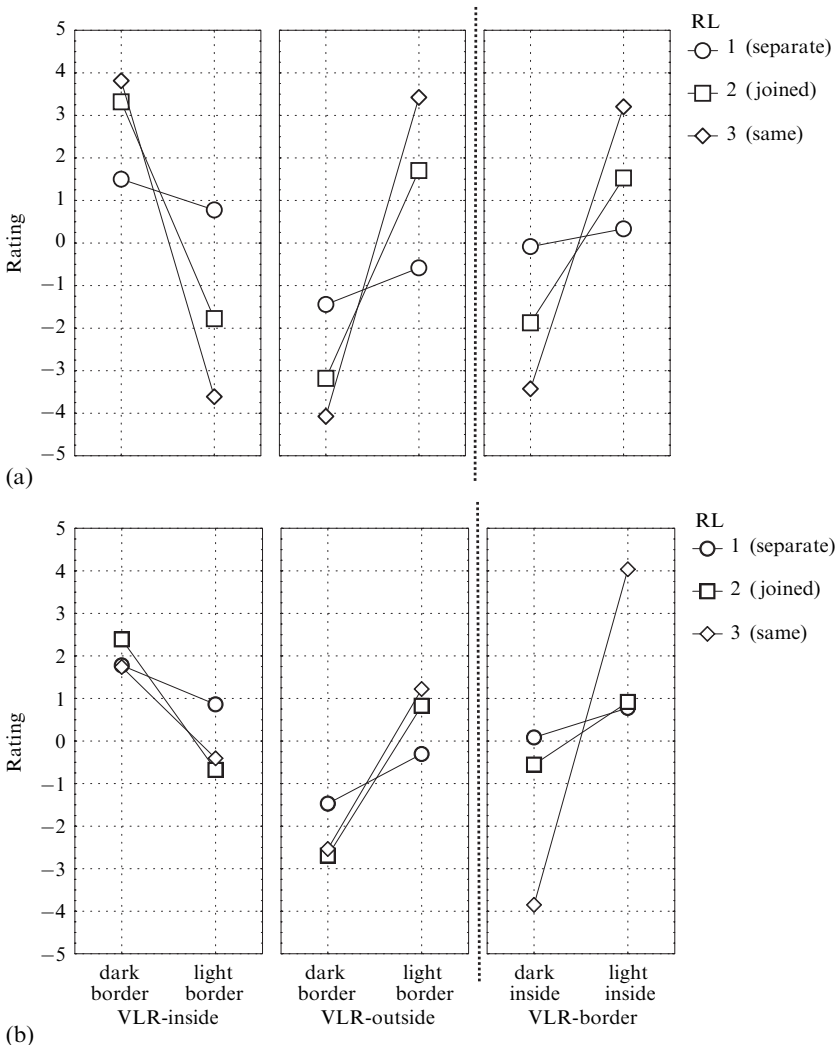 RL
1 (separate)
2 (joined)
3 (same)
Rating
5
4
3
2
1
0
−1
−2
−3
−4
−5
(a)
RL
1 (separate)
2 (joined)
3 (same)
Rating
5
4
3
2
1
0
−1
−2
−3
−4
−5
dark light dark light dark light
border border border border inside inside
VLR-inside VLR-outside VLR-border
(b)